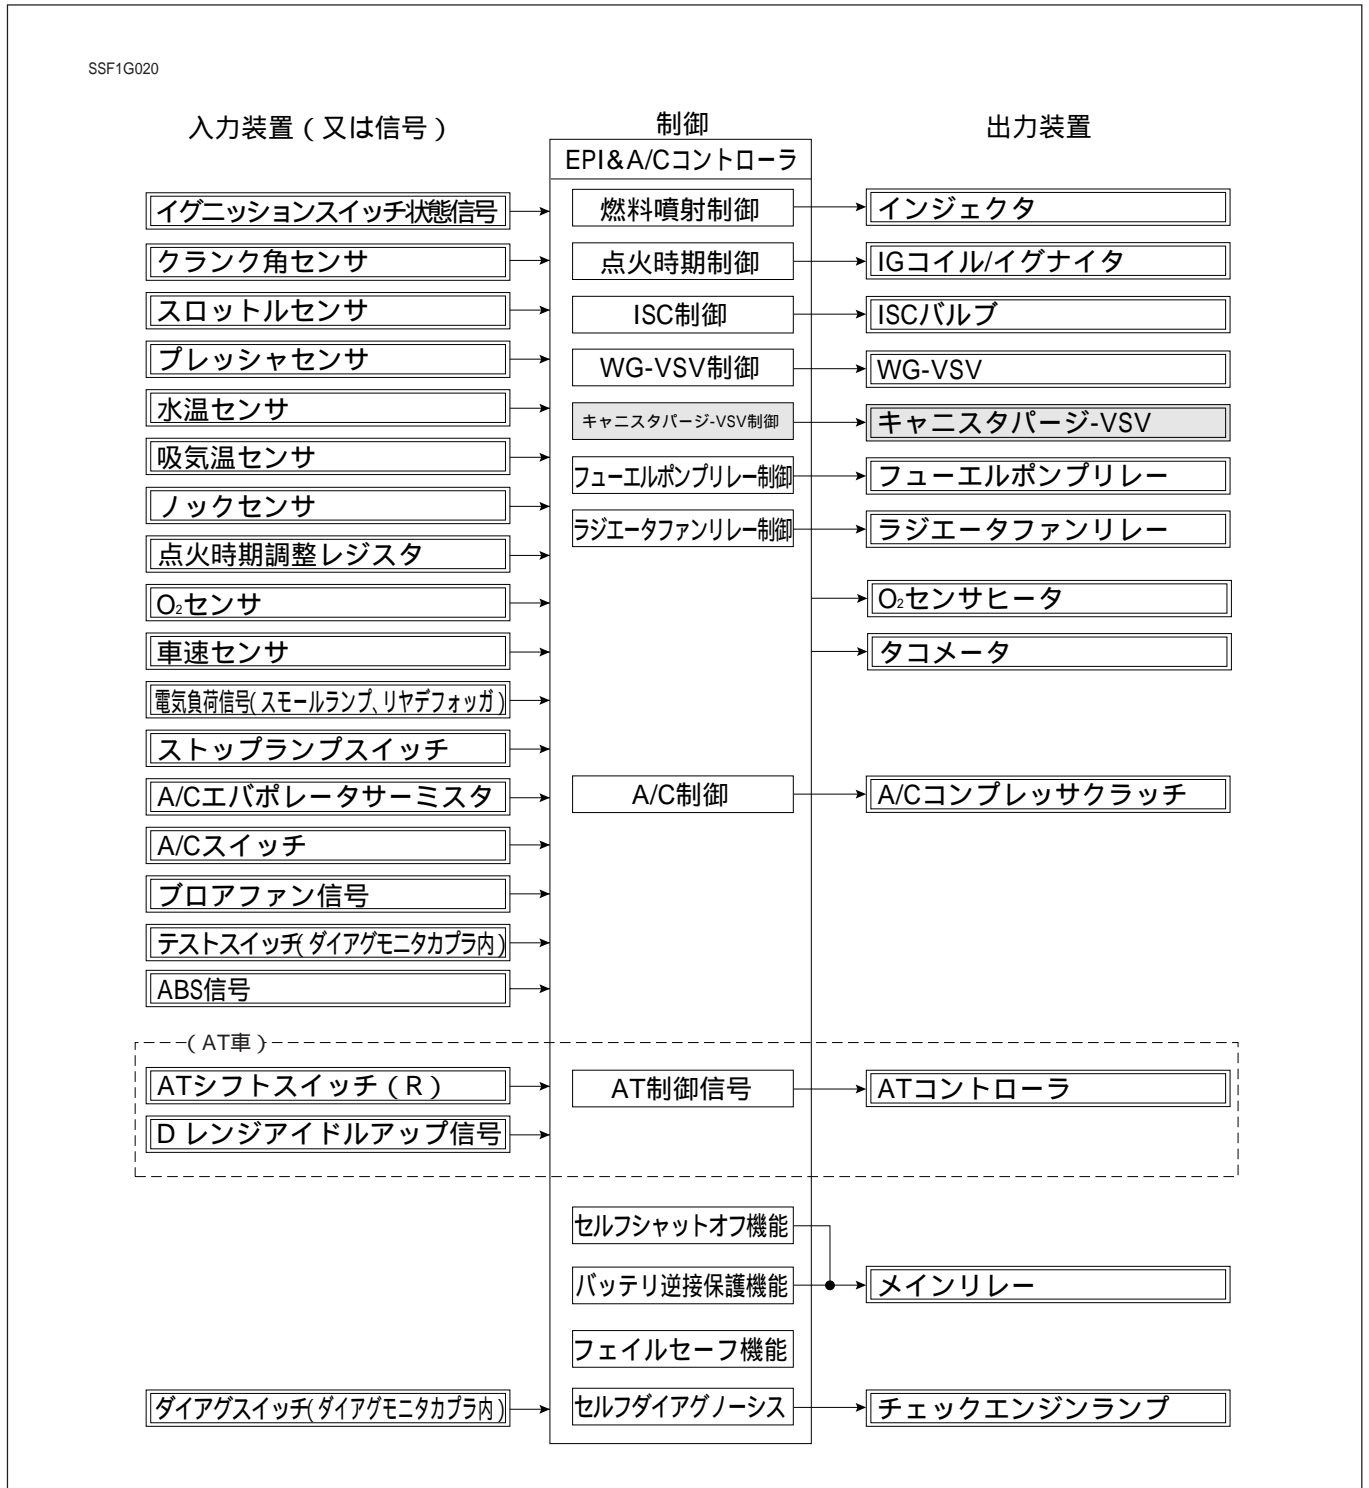 SSF1G020
入力装置（又は信号）
制御
出力装置
EPI&A/Cコントローラ
イグニッションスイッチ状態信号
燃料噴射制御
インジェクタ
クランク角センサ
点火時期制御
IGコイル/イグナイタ
スロットルセンサ
ISC制御
ISCバルブ
プレッシャセンサ
WG-VSV制御
WG-VSV
水温センサ
キャニスタパージ-VSV制御
キャニスタパージ-VSV
吸気温センサ
フューエルポンプリレー制御
フューエルポンプリレー
ノックセンサ
ラジエータファンリレー制御
ラジエータファンリレー
点火時期調整レジスタ
O₂センサ
O₂センサヒータ
車速センサ
タコメータ
電気負荷信号(スモールランプ、リヤデフォッガ)
ストップランプスイッチ
A/Cエバポレータサーミスタ
A/C制御
A/Cコンプレッサクラッチ
A/Cスイッチ
ブロアファン信号
テストスイッチ(ダイアグモニタカプラ内)
ABS信号
(AT車)
ATシフトスイッチ（R）
AT制御信号
ATコントローラ
D レンジアイドルアップ信号
セルフシャットオフ機能
バッテリ逆接保護機能
メインリレー
フェイルセーフ機能
ダイアグスイッチ(ダイアグモニタカプラ内)
セルフダイアグノーシス
チェックエンジンランプ